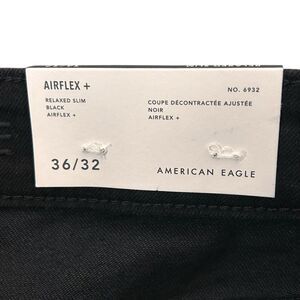 AIRFLEX +
NO. 6932
RELAXED SLIM
BLACK
AIRFLEX +
COUPE DÉCONTRACTÉE AJUSTÉE
NOIR
AIRFLEX +
36/32
AMERICAN EAGLE